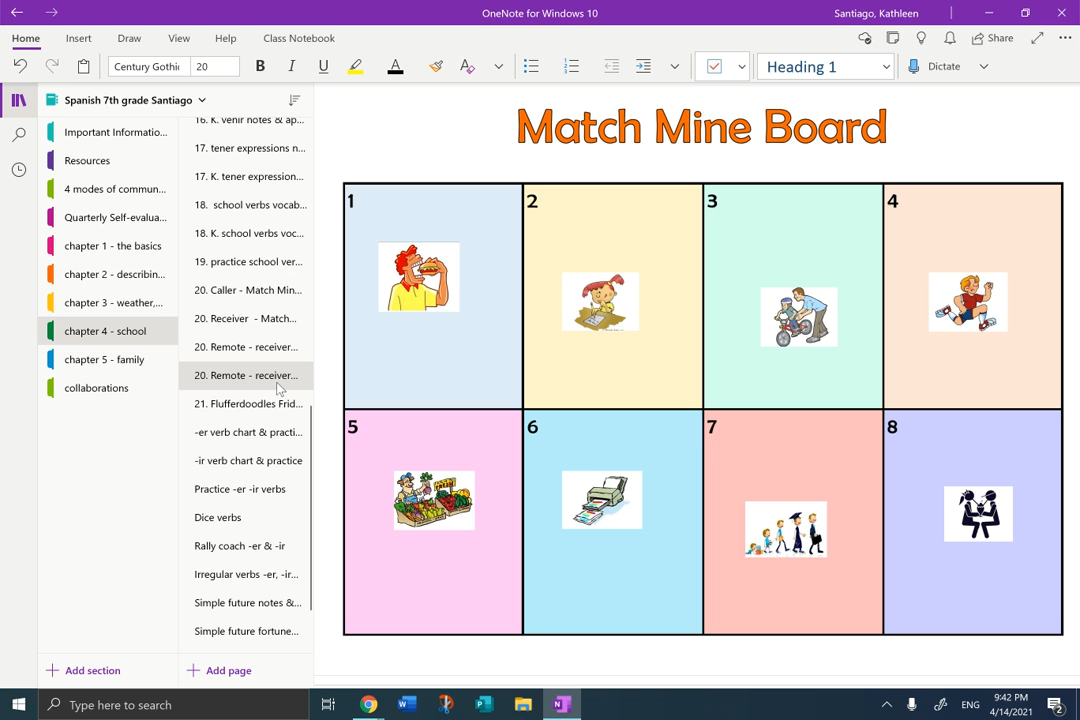 OneNote for Windows 10
Santiago, Kathleen
Home
Insert
Draw
View
Help
Class Notebook
Share
Century Gothic
20
B
I
U
A
A
Heading 1
Dictate
Spanish 7th grade Santiago
Important Informatio...
Resources
4 modes of commun...
Quarterly Self-evalua...
chapter 1 - the basics
chapter 2 - describin...
chapter 3 - weather,...
chapter 4 - school
chapter 5 - family
collaborations
Add section
16. K. venir notes & ap...
17. tener expressions n...
17. K. tener expression...
18. school verbs vocab...
18. K. school verbs voc...
19. practice school ver...
20. Caller - Match Min...
20. Receiver - Match...
20. Remote - receiver...
20. Remote - receiver...
21. Flufferdoodles Frid...
-er verb chart & practi...
-ir verb chart & practice
Practice -er -ir verbs
Dice verbs
Rally coach -er & -ir
Irregular verbs -er, -ir...
Simple future notes &...
Simple future fortune...
Add page
Match Mine Board
1
2
3
4
5
6
7
8
Type here to search
ENG
9:42 PM
4/14/2021
2